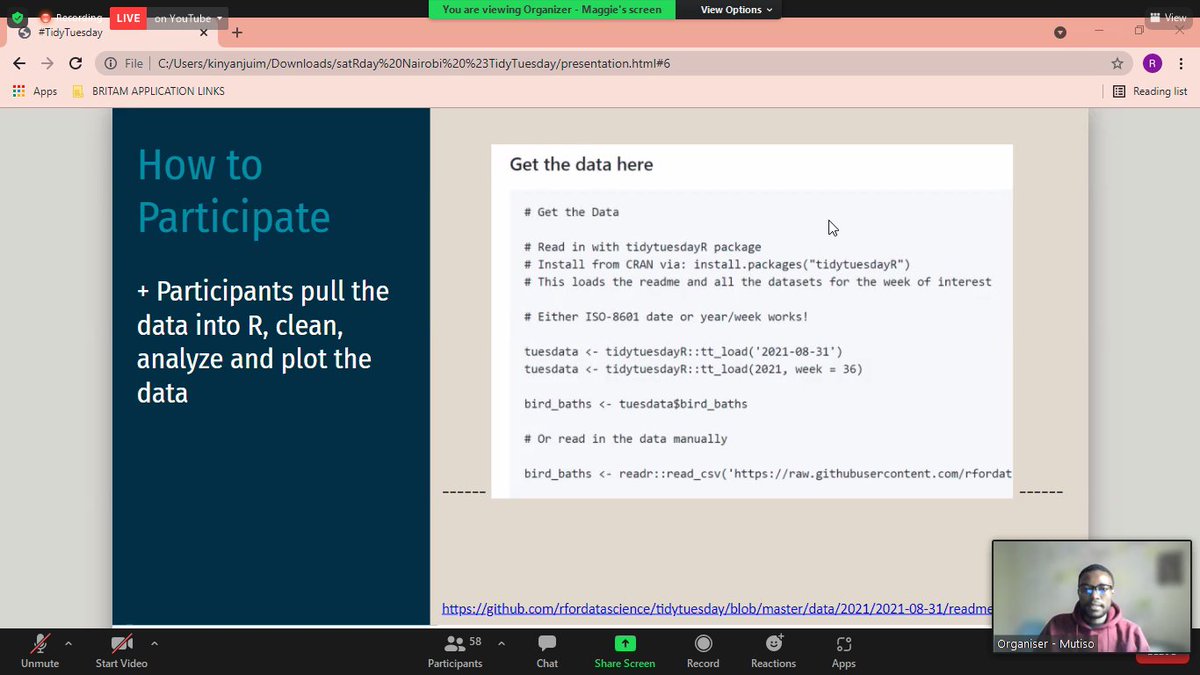 Recording
LIVE
on YouTube
You are viewing Organizer - Maggie's screen
View Options
View
#TidyTuesday
File
C:/Users/kinyanjuim/Downloads/satRday%20Nairobi%20%23TidyTuesday/presentation.html#6
R
Apps
BRITAM APPLICATION LINKS
Reading list
How to
Participate
+ Participants pull the
data into R, clean,
analyze and plot the
data
Get the data here
# Get the Data
# Read in with tidytuesdayR package
# Install from CRAN via: install.packages("tidytuesdayR")
# This loads the readme and all the datasets for the week of interest
# Either ISO-8601 date or year/week works!
tuesdata <- tidytuesdayR::tt_load('2021-08-31')
tuesdata <- tidytuesdayR::tt_load(2021, week = 36)
bird_baths <- tuesdata$bird_baths
# Or read in the data manually
bird_baths <- readr::read_csv('https://raw.githubusercontent.com/rfordat
------ ------
https://github.com/rfordatascience/tidytuesday/blob/master/data/2021/2021-08-31/readme
Organiser - Mutiso
Unmute
Start Video
58
Participants
Chat
Share Screen
Record
Reactions
Apps